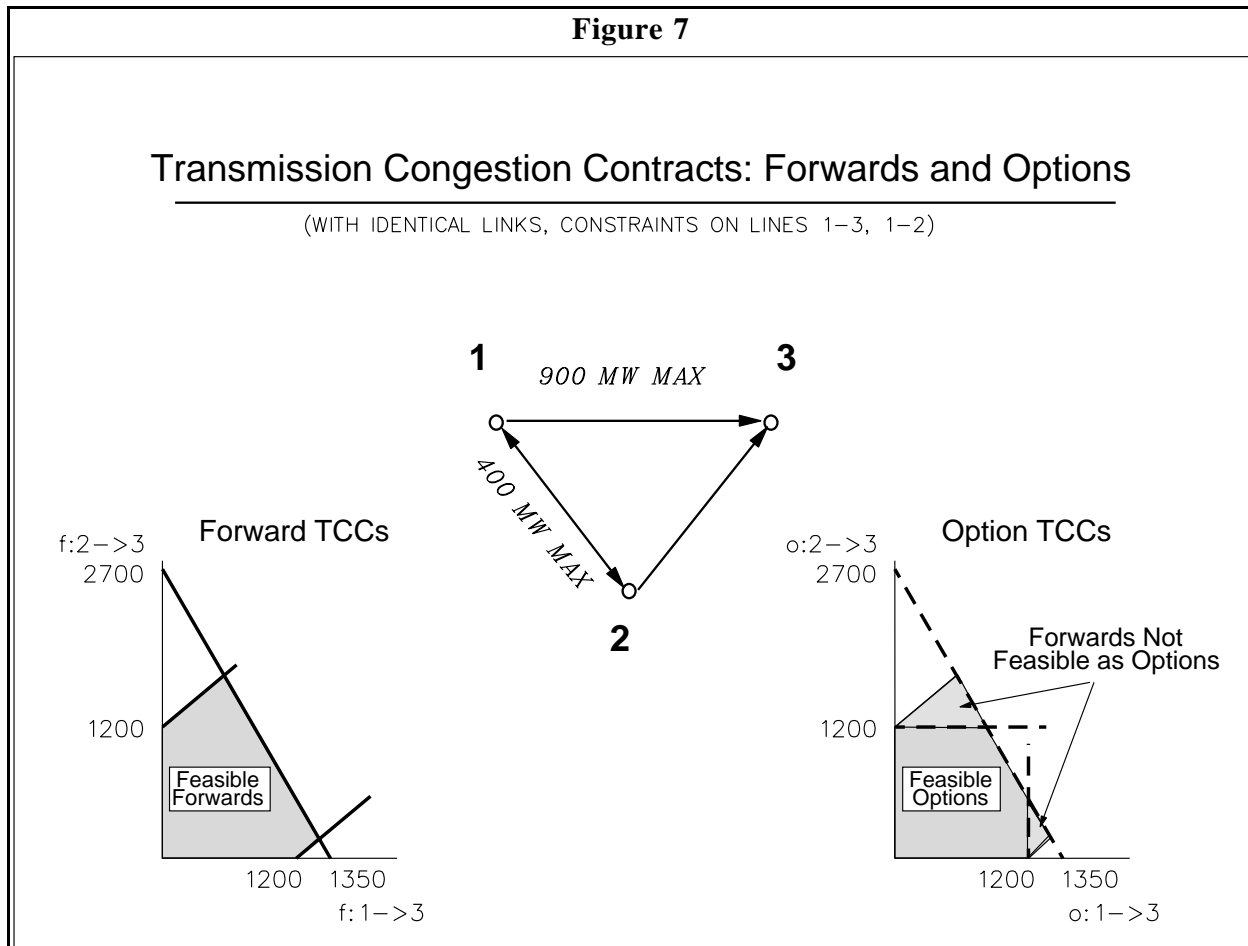 Figure 7
Transmission Congestion Contracts: Forwards and Options
(WITH IDENTICAL LINKS, CONSTRAINTS ON LINES 1-3, 1-2)
1
3
900 MW MAX
400 MW MAX
2
Forward TCCs
f:2->3
2700
1200
Feasible
Forwards
1200
1350
f:1->3
Option TCCs
o:2->3
2700
Forwards Not
Feasible as Options
1200
Feasible
Options
1200
1350
o:1->3